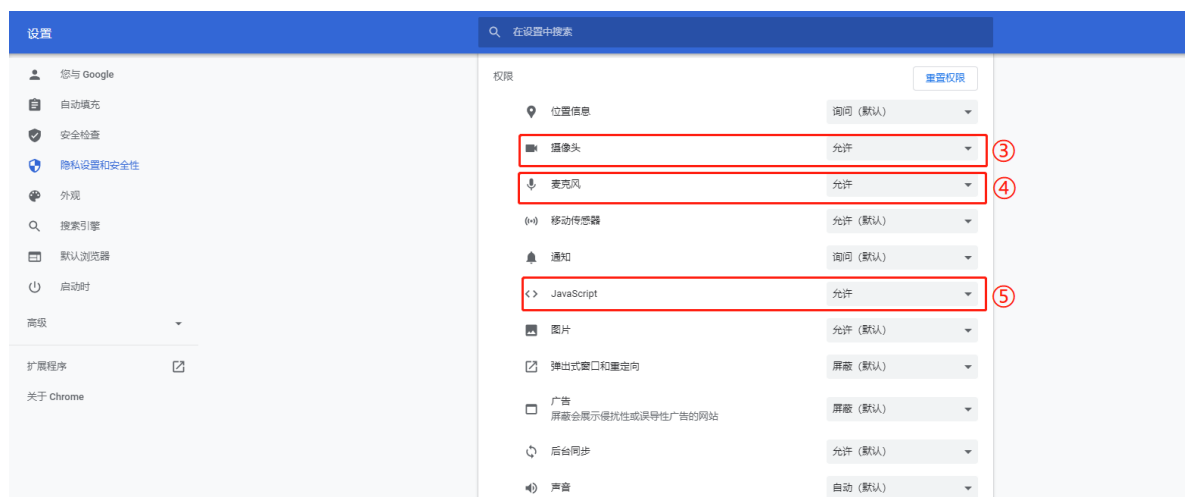 设置
在设置中搜索
您与 Google
自动填充
安全检查
隐私设置和安全性
外观
搜索引擎
默认浏览器
启动时
高级
扩展程序
关于 Chrome
权限
重置权限
位置信息 询问（默认）
摄像头 允许 ③
麦克风 允许 ④
移动传感器 允许（默认）
通知 询问（默认）
JavaScript 允许 ⑤
图片 允许（默认）
弹出式窗口和重定向 屏蔽（默认）
广告 屏蔽（默认）
屏蔽会展示侵扰性或误导性广告的网站
后台同步 允许（默认）
声音 自动（默认）